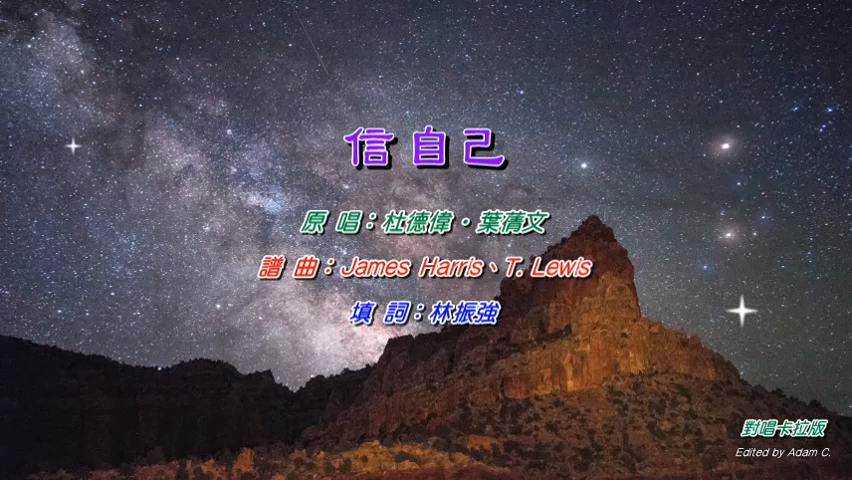 信自己
原 唱：杜德偉 · 葉蒨文
譜 曲：James Harris、T. Lewis
填 詞：林振強
對唱卡拉版
Edited by Adam C.